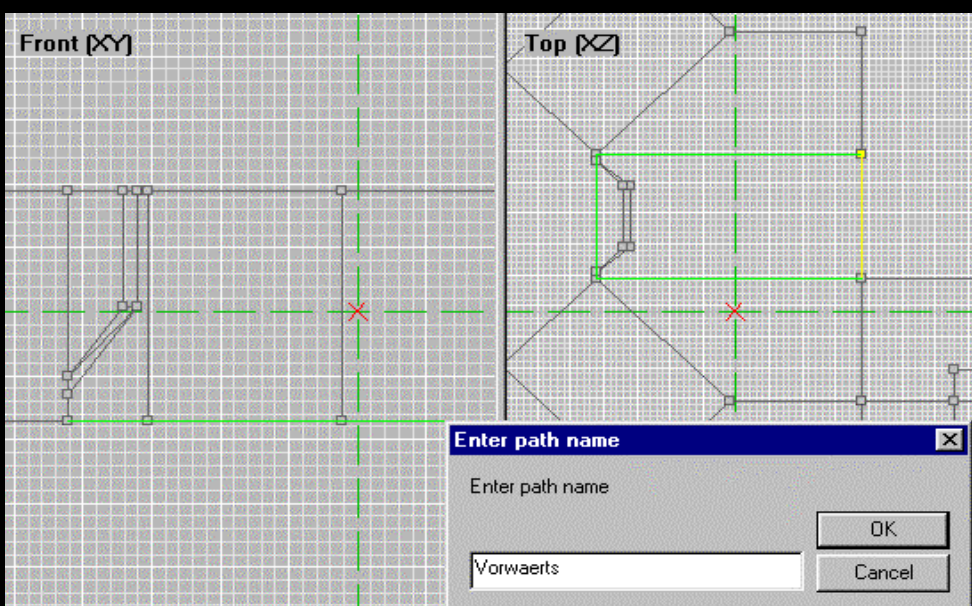 Front (XY)
Top (XZ)
Enter path name
Enter path name
OK
Vorwaerts
Cancel